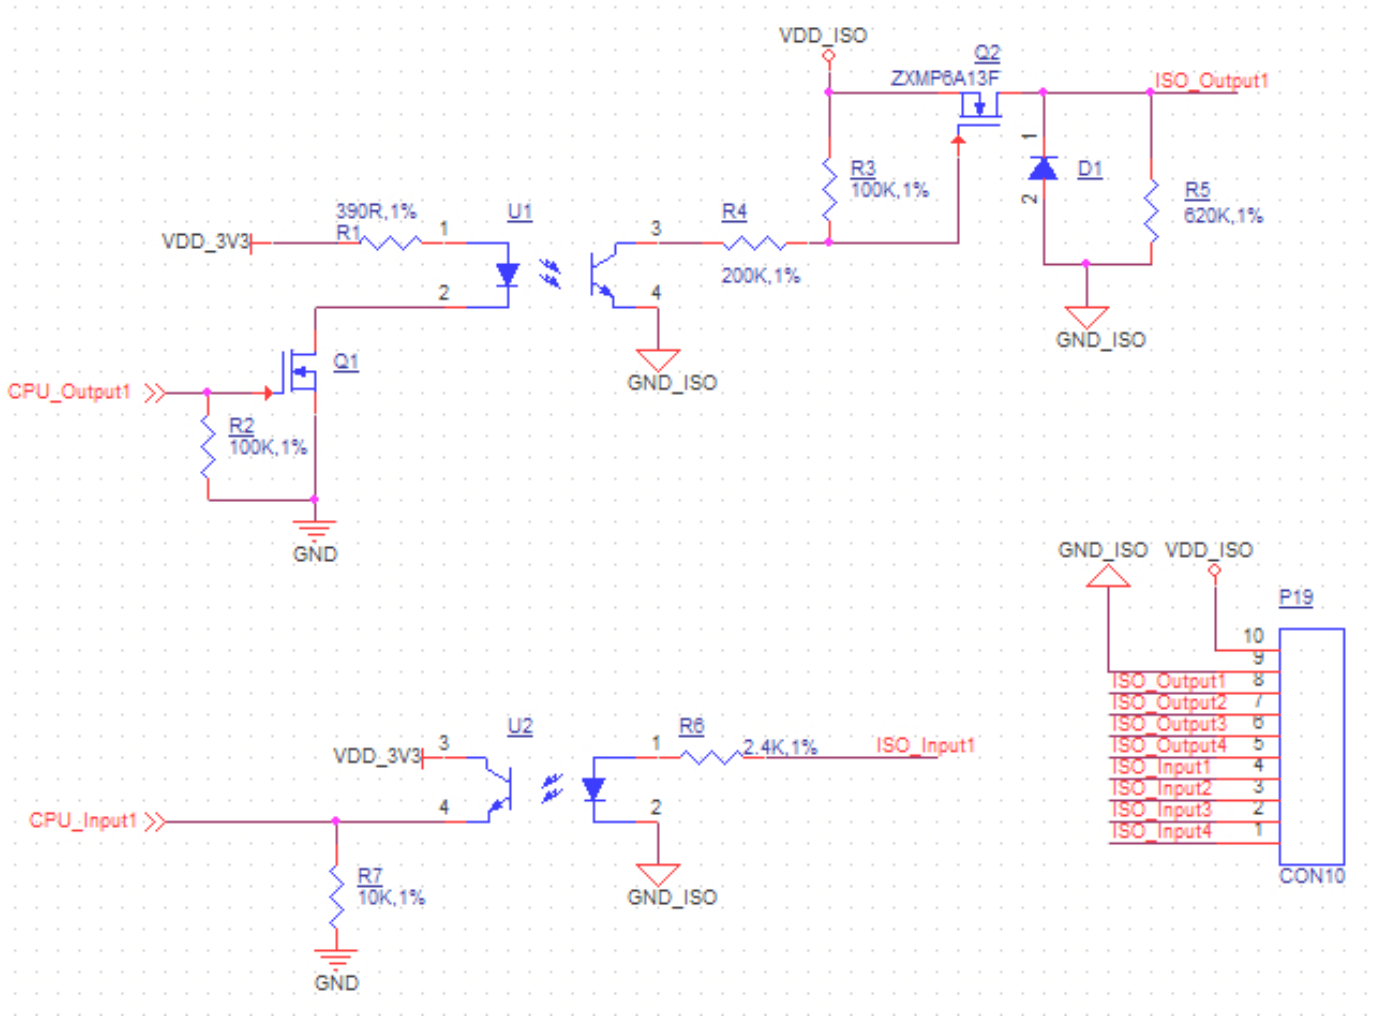 VDD_ISO
Q2
ZXMP6A13F
ISO_Output1
1
D1
2
R3
100K,1%
R5
620K,1%
390R,1%
R1
VDD_3V3
1
U1
3
R4
200K,1%
2
4
GND_ISO
GND_ISO
Q1
CPU_Output1
R2
100K,1%
GND
GND_ISO
VDD_ISO
P19
10
9
ISO_Output1
8
ISO_Output2
7
ISO_Output3
6
ISO_Output4
5
ISO_Input1
4
ISO_Input2
3
ISO_Input3
2
ISO_Input4
1
CON10
U2
R6
VDD_3V3
3
1
2.4K,1%
ISO_Input1
CPU_Input1
4
2
R7
10K,1%
GND_ISO
GND